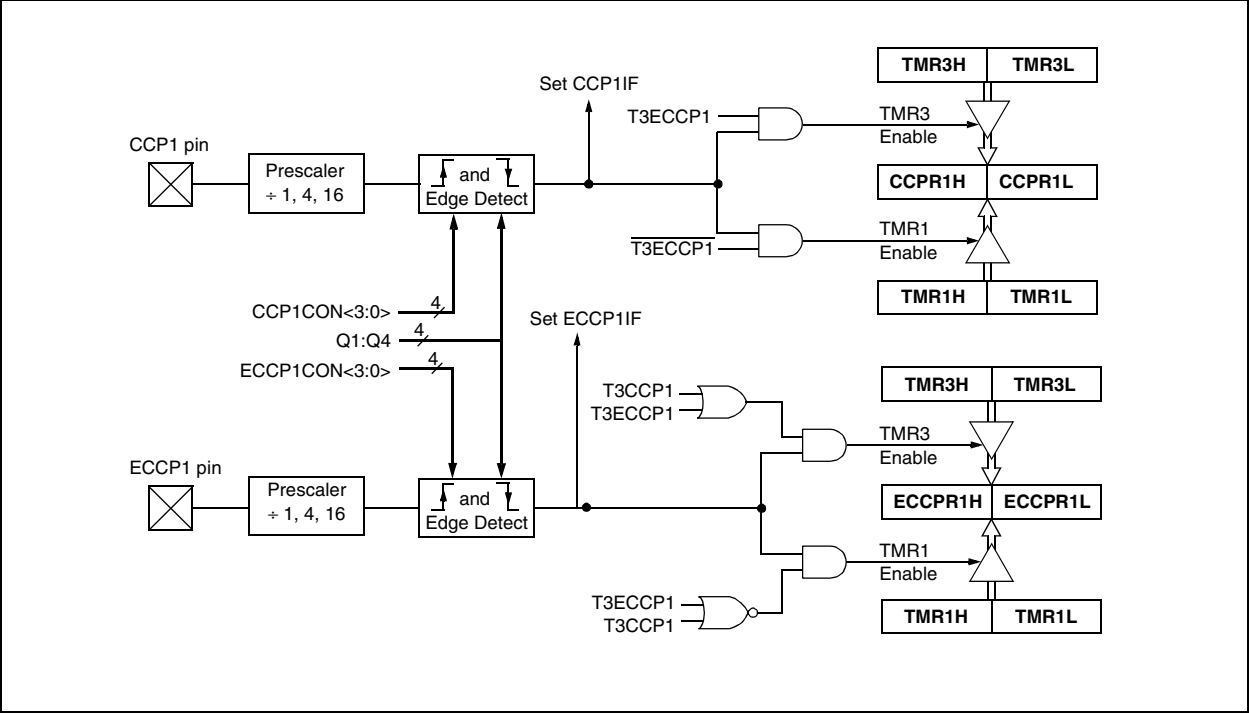 TMR3H TMR3L
Set CCP1IF
T3ECCP1
TMR3
Enable
CCP1 pin
Prescaler
÷ 1, 4, 16
and
Edge Detect
CCPR1H CCPR1L
T3ECCP1
TMR1
Enable
TMR1H TMR1L
CCP1CON<3:0>
4
Q1:Q4
4
ECCP1CON<3:0>
4
Set ECCP1IF
TMR3H TMR3L
T3CCP1
T3ECCP1
TMR3
Enable
ECCP1 pin
Prescaler
÷ 1, 4, 16
and
Edge Detect
ECCPR1H ECCPR1L
TMR1
Enable
T3ECCP1
T3CCP1
TMR1H TMR1L